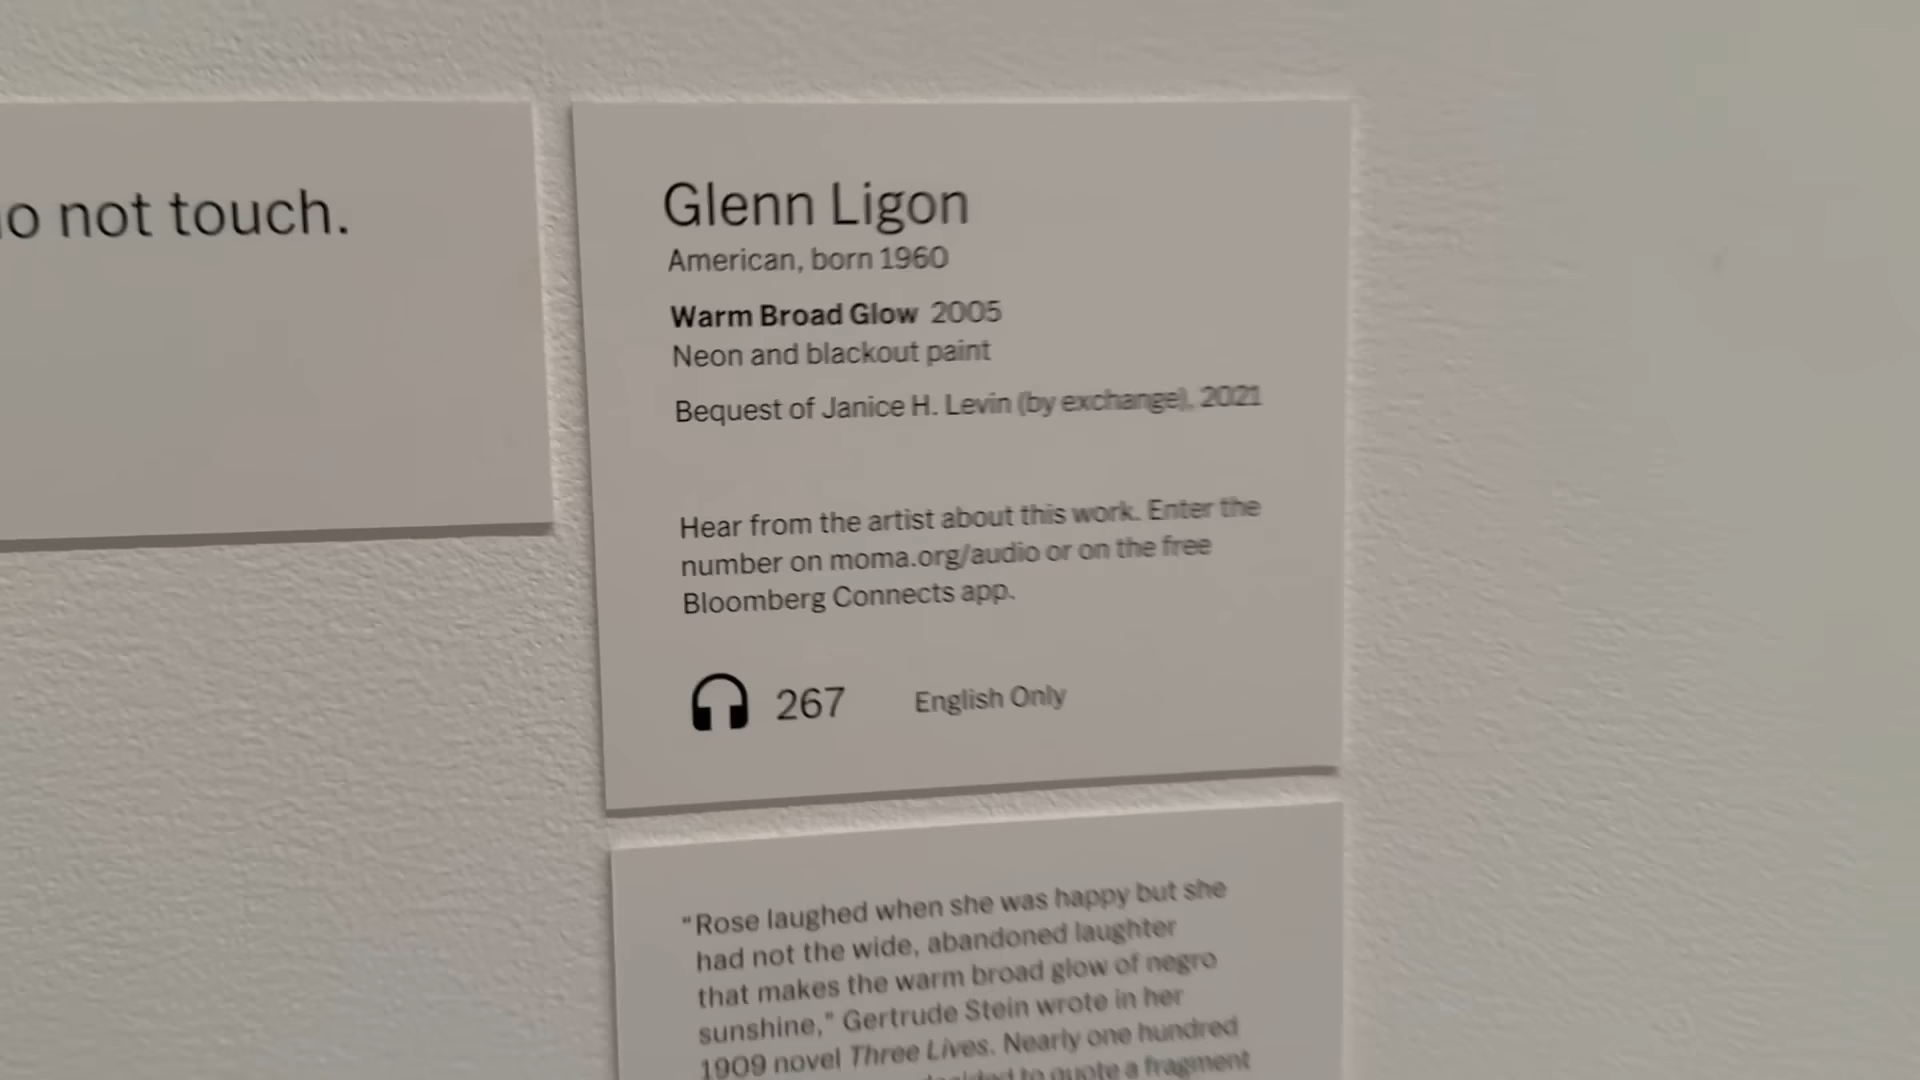 not touch.
Glenn Ligon
American, born 1960
Warm Broad Glow 2005
Neon and blackout paint
Bequest of Janice H. Levin (by exchange), 2021
Hear from the artist about this work. Enter the
number on moma.org/audio or on the free
Bloomberg Connects app.
267 English Only
"Rose laughed when she was happy but she
had not the wide, abandoned laughter
that makes the warm broad glow of negro
sunshine," Gertrude Stein wrote in her
1909 novel Three Lives. Nearly one hundred
to quote a fragment